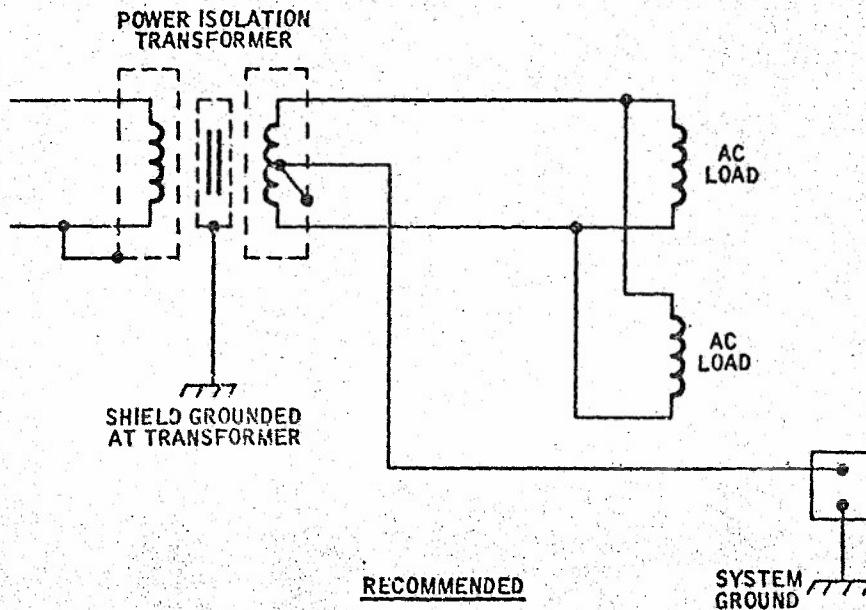 POWER ISOLATION
TRANSFORMER
AC
LOAD
AC
LOAD
SHIELD GROUNDED
AT TRANSFORMER
RECOMMENDED
SYSTEM
GROUND